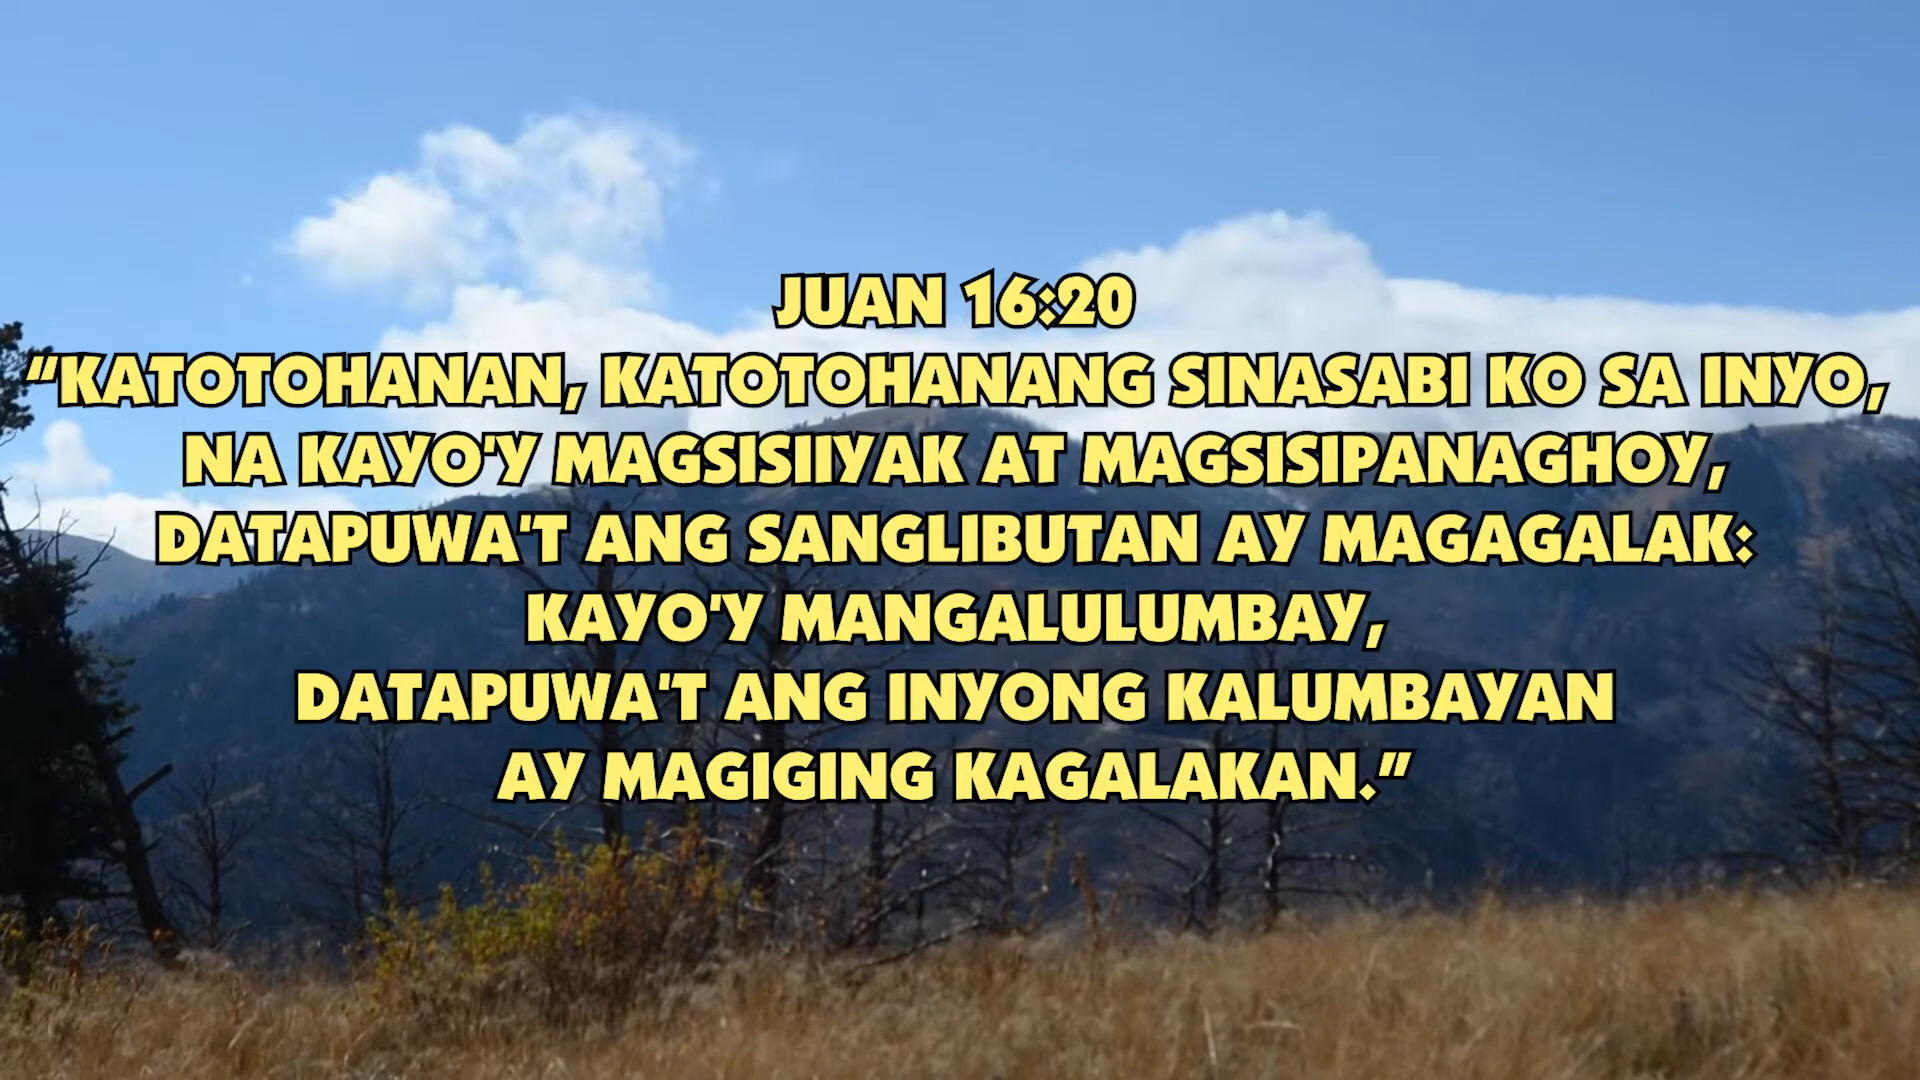 JUAN 16:20
“KATOTOHANAN, KATOTOHANANG SINASABI KO SA INYO,
NA KAYO'Y MAGSISIIYAK AT MAGSISIPANAGHOY,
DATAPUWA'T ANG SANGLIBUTAN AY MAGAGALAK:
KAYO'Y MANGALULUMBAY,
DATAPUWA'T ANG INYONG KALUMBAYAN
AY MAGIGING KAGALAKAN.”